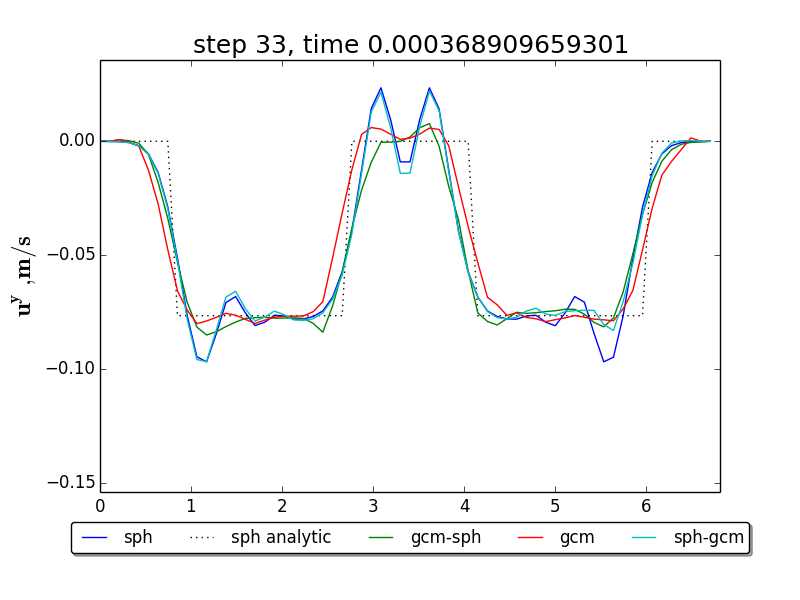 step 33, time 0.000368909659301
0.00
−0.05
−0.10
−0.15
u^y ,m/s
0 1 2 3 4 5 6
sph sph analytic gcm-sph gcm sph-gcm